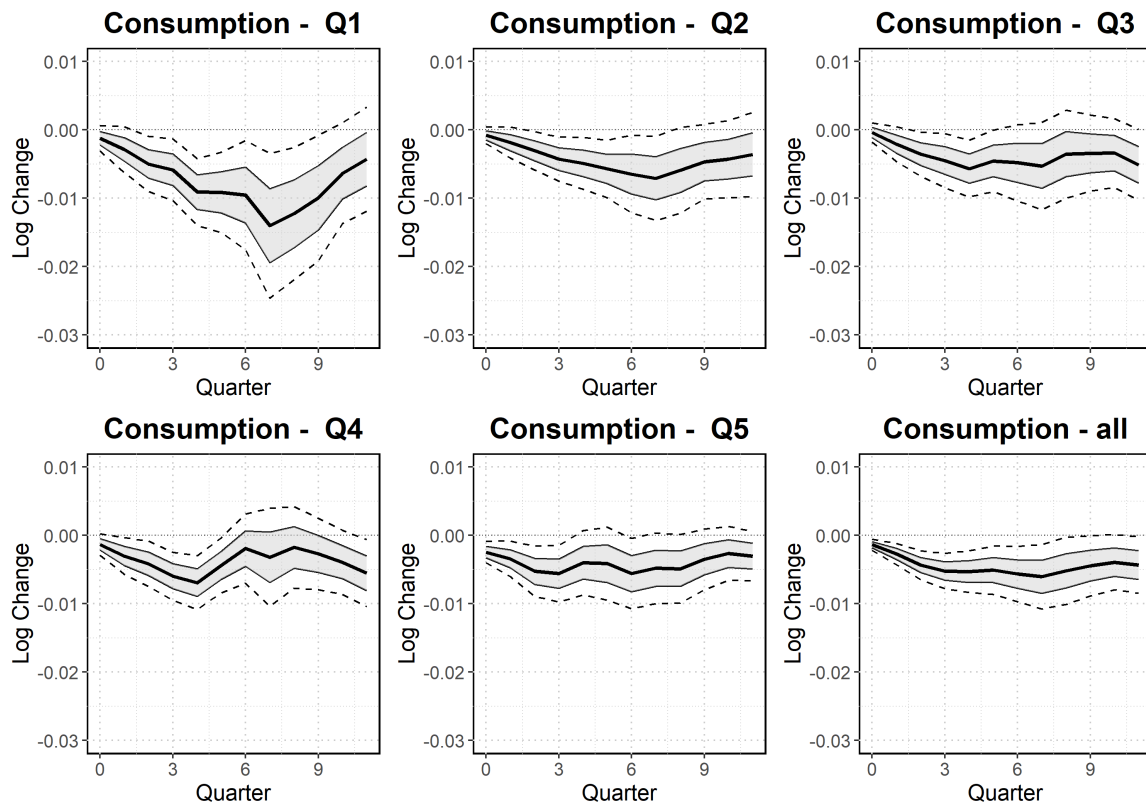 Consumption -  Q1
0.01
0.00
-0.01
-0.02
-0.03
Log Change
0 3 6 9
Quarter
Consumption -  Q2
0.01
0.00
-0.01
-0.02
-0.03
Log Change
0 3 6 9
Quarter
Consumption -  Q3
0.01
0.00
-0.01
-0.02
-0.03
Log Change
0 3 6 9
Quarter
Consumption -  Q4
0.01
0.00
-0.01
-0.02
-0.03
Log Change
0 3 6 9
Quarter
Consumption -  Q5
0.01
0.00
-0.01
-0.02
-0.03
Log Change
0 3 6 9
Quarter
Consumption - all
0.01
0.00
-0.01
-0.02
-0.03
Log Change
0 3 6 9
Quarter